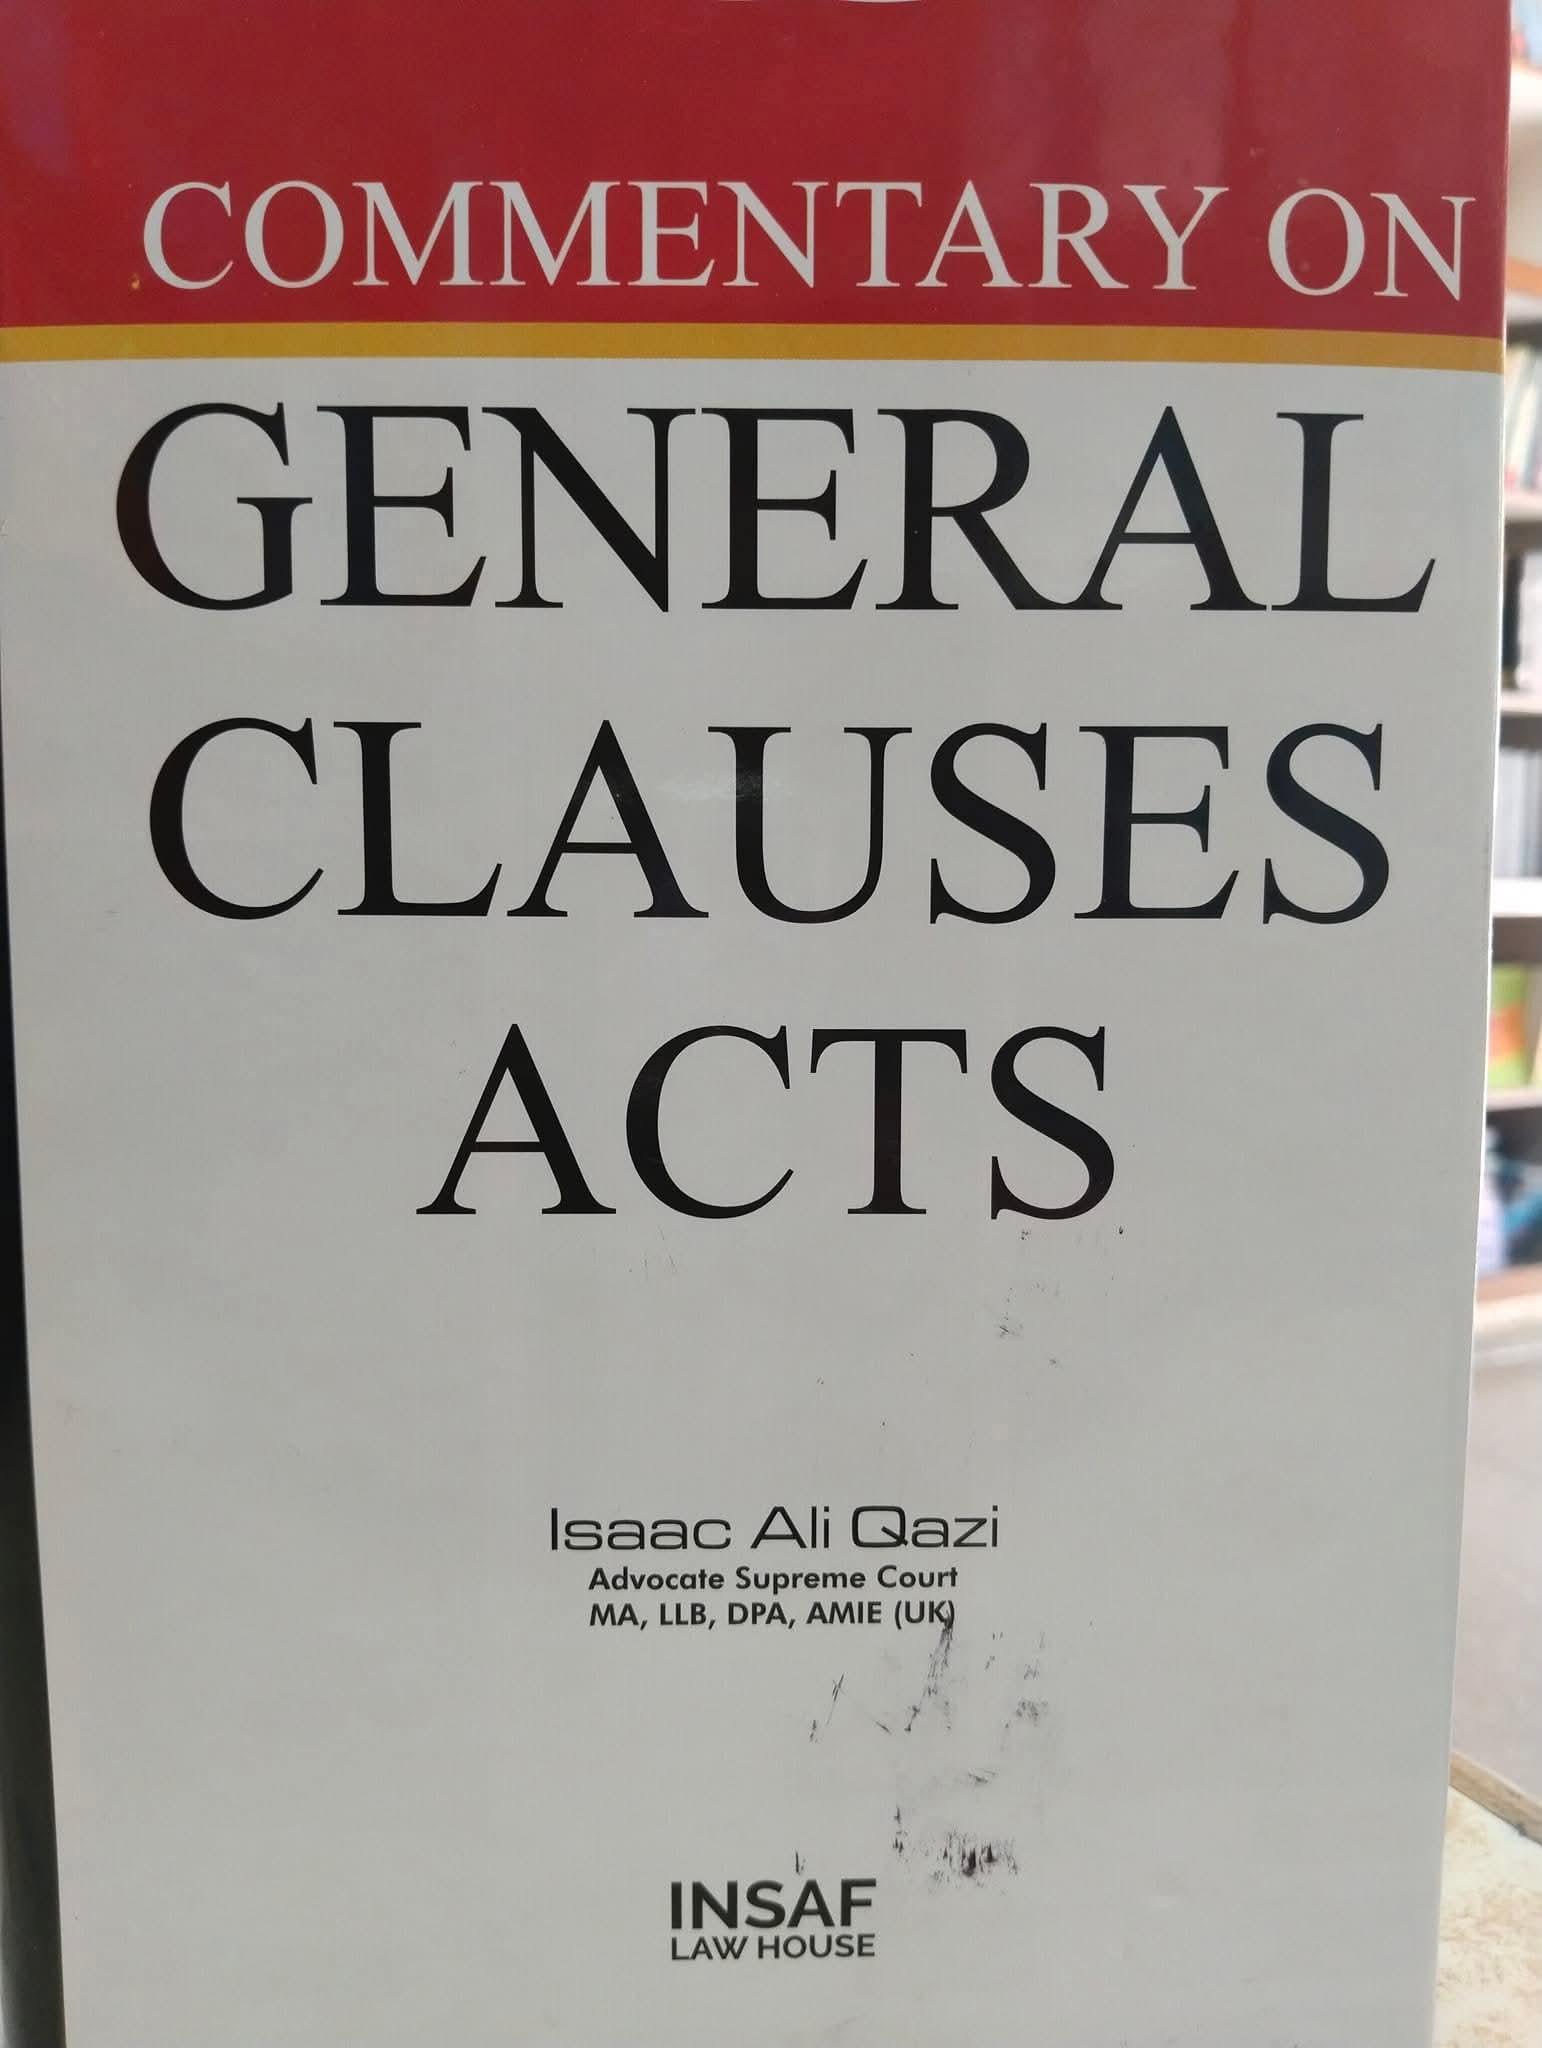 COMMENTARY ON
GENERAL
CLAUSES
ACTS
Isaac Ali Qazi
Advocate Supreme Court
MA, LLB, DPA, AMIE (UK)
INSAF
LAW HOUSE